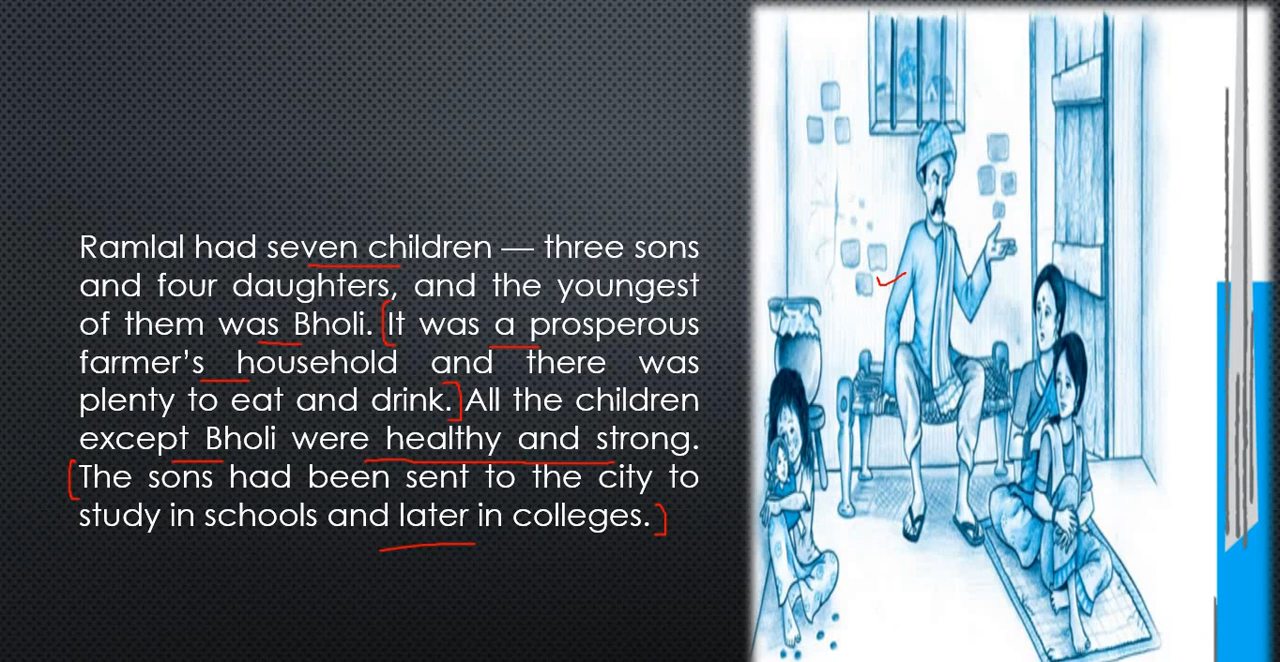 Ramlal had seven children — three sons
and four daughters, and the youngest
of them was Bholi. It was a prosperous
farmer’s household and there was
plenty to eat and drink. All the children
except Bholi were healthy and strong.
The sons had been sent to the city to
study in schools and later in colleges.